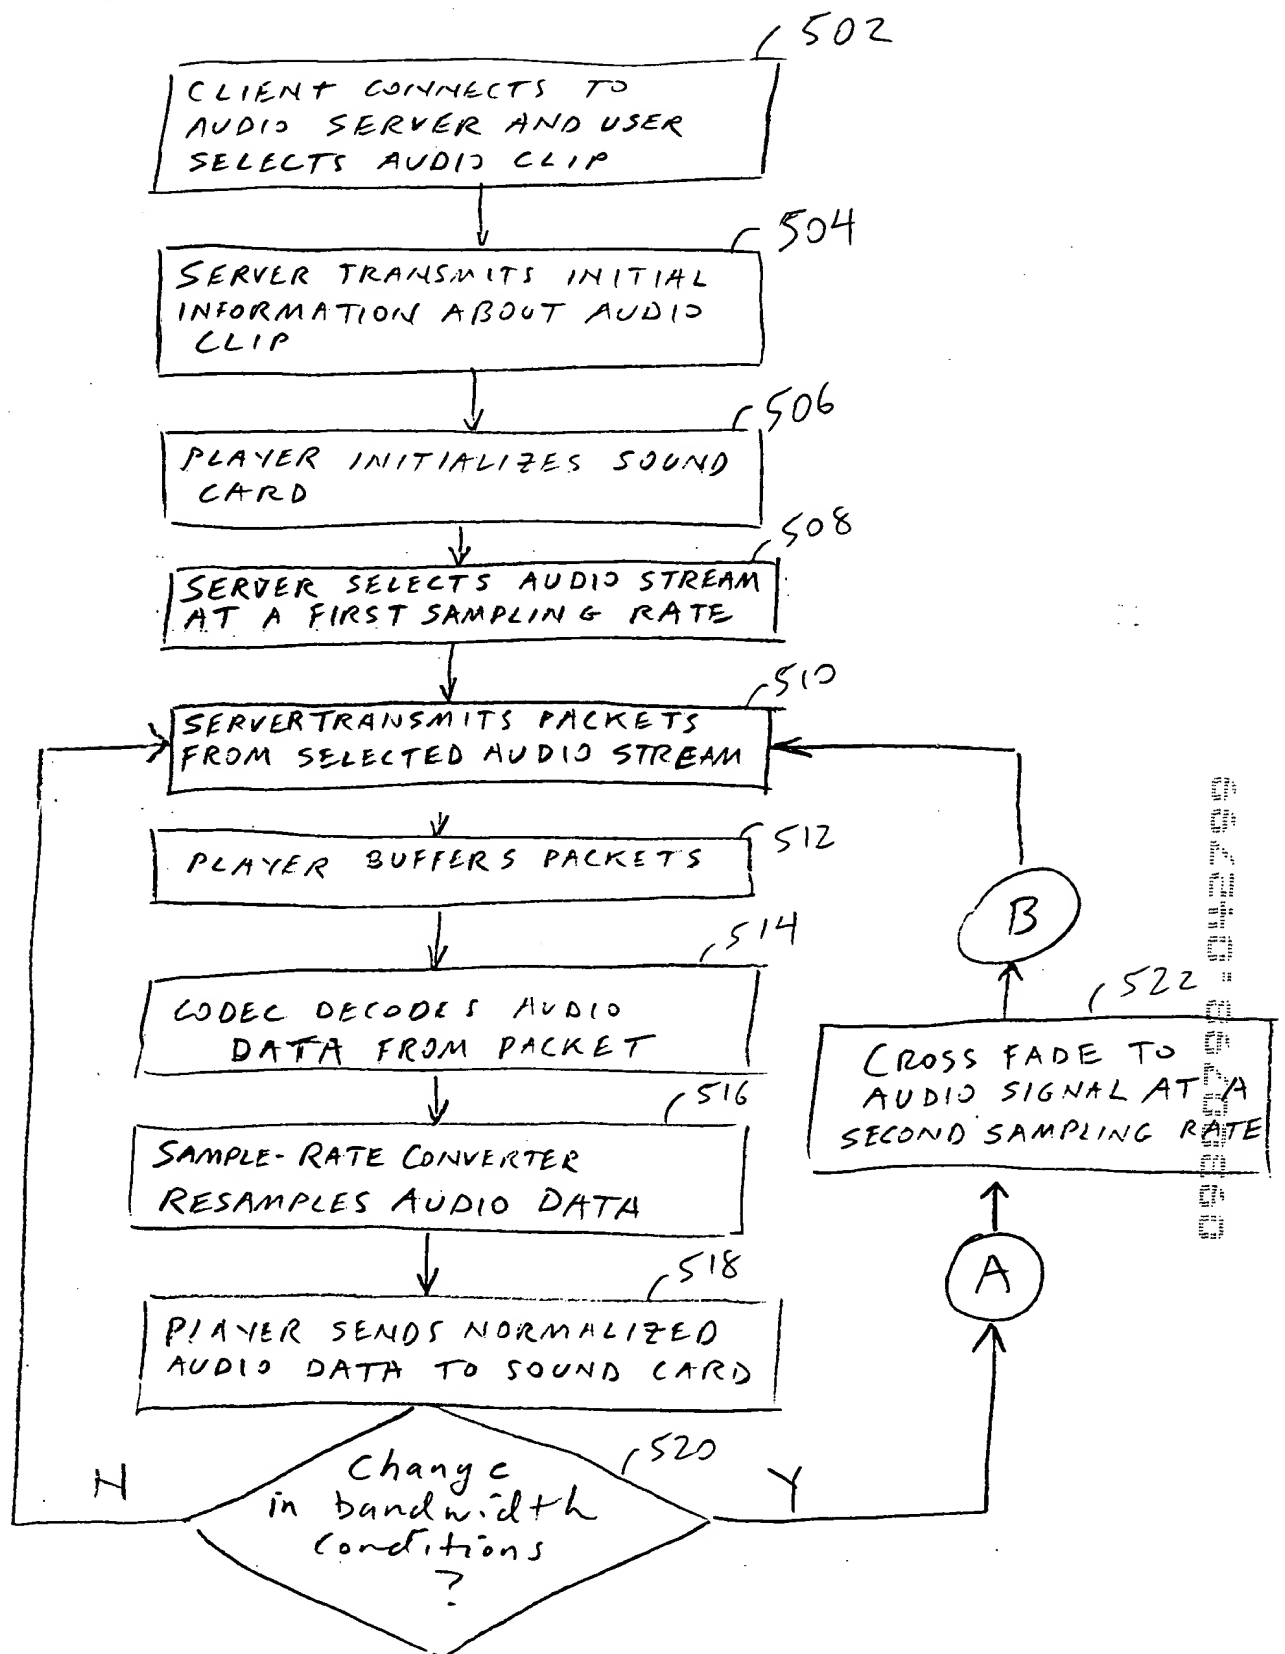 502
CLIENT CONNECTS TO
AUDIO SERVER AND USER
SELECTS AUDIO CLIP
504
SERVER TRANSMITS INITIAL
INFORMATION ABOUT AUDIO
CLIP
506
PLAYER INITIALIZES SOUND
CARD
508
SERVER SELECTS AUDIO STREAM
AT A FIRST SAMPLING RATE
510
SERVER TRANSMITS PACKETS
FROM SELECTED AUDIO STREAM
512
PLAYER BUFFERS PACKETS
B
514
CODEC DECODES AUDIO
DATA FROM PACKET
522
CROSS FADE TO
AUDIO SIGNAL AT A
SECOND SAMPLING RATE
516
SAMPLE-RATE CONVERTER
RESAMPLES AUDIO DATA
A
518
PLAYER SENDS NORMALIZED
AUDIO DATA TO SOUND CARD
520
Change
in bandwidth
conditions
?
N
Y